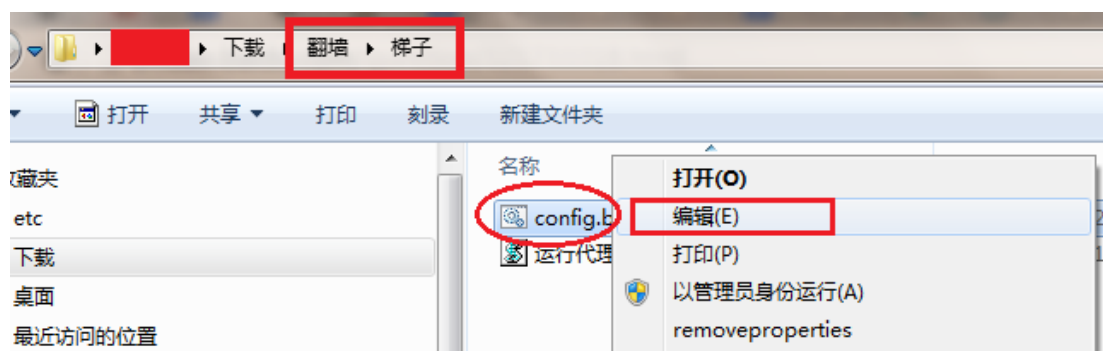 下载 翻墙 梯子
打开 共享 打印 刻录 新建文件夹
收藏夹
etc
下载
桌面
最近访问的位置
名称
config.b
运行代理
打开(O)
编辑(E)
打印(P)
以管理员身份运行(A)
removeproperties